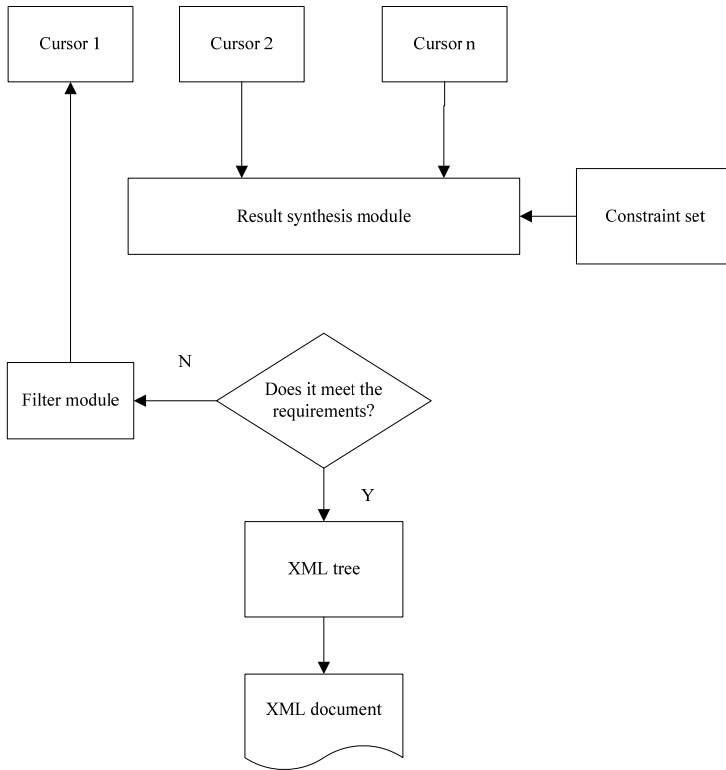 Cursor 1
Cursor 2
Cursor n
Result synthesis module
Constraint set
N
Does it meet the
requirements?
Filter module
Y
XML tree
XML document